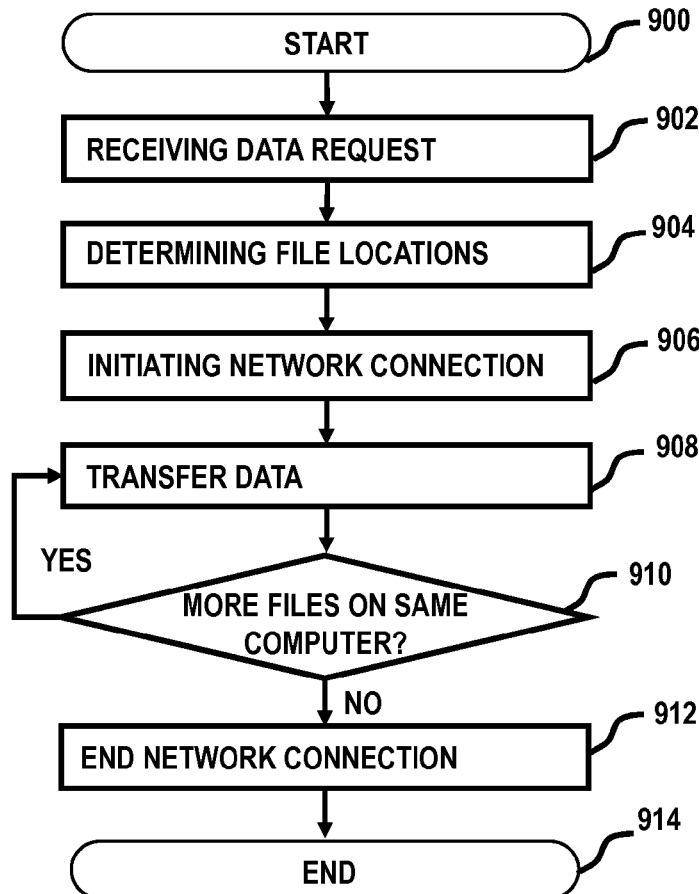 START
900
RECEIVING DATA REQUEST
902
DETERMINING FILE LOCATIONS
904
INITIATING NETWORK CONNECTION
906
TRANSFER DATA
908
YES
MORE FILES ON SAME
COMPUTER?
910
NO
END NETWORK CONNECTION
912
END
914